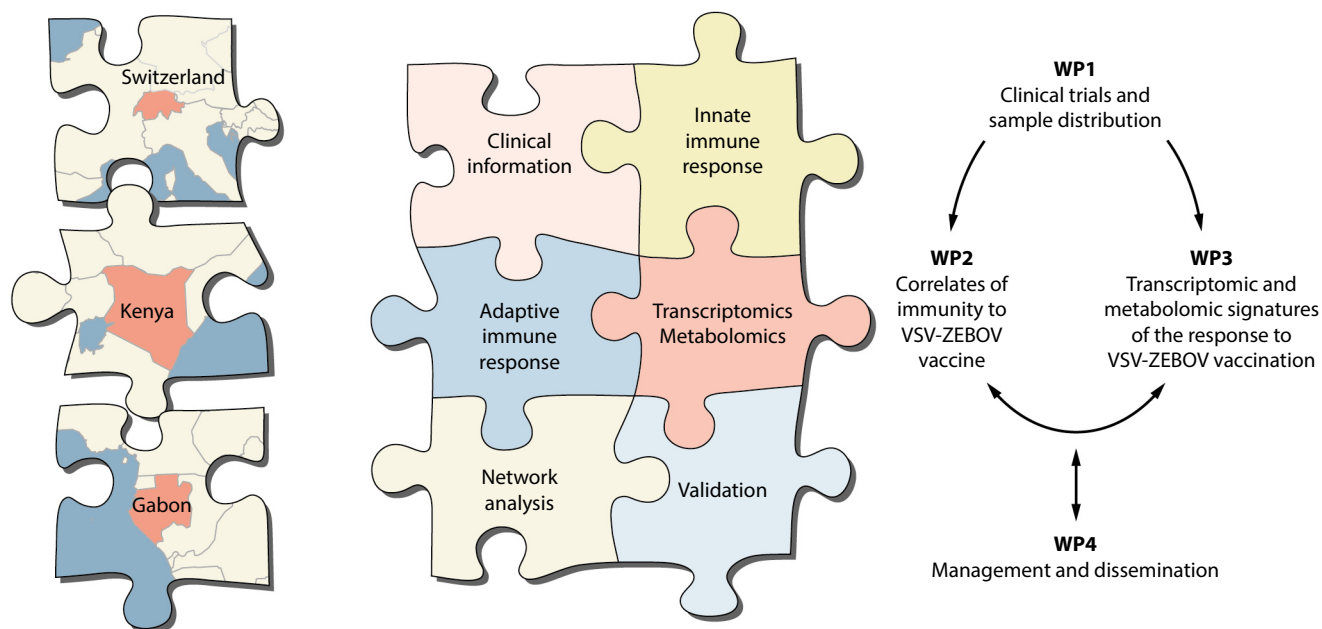 Switzerland
Kenya
Gabon
Clinical
information
Innate
immune
response
Adaptive
immune
response
Transcriptomics
Metabolomics
Network
analysis
Validation
WP1
Clinical trials and
sample distribution
WP2
Correlates of
immunity to
VSV-ZEBOV
vaccine
WP3
Transcriptomic and
metabolomic signatures
of the response to
VSV-ZEBOV vaccination
WP4
Management and dissemination